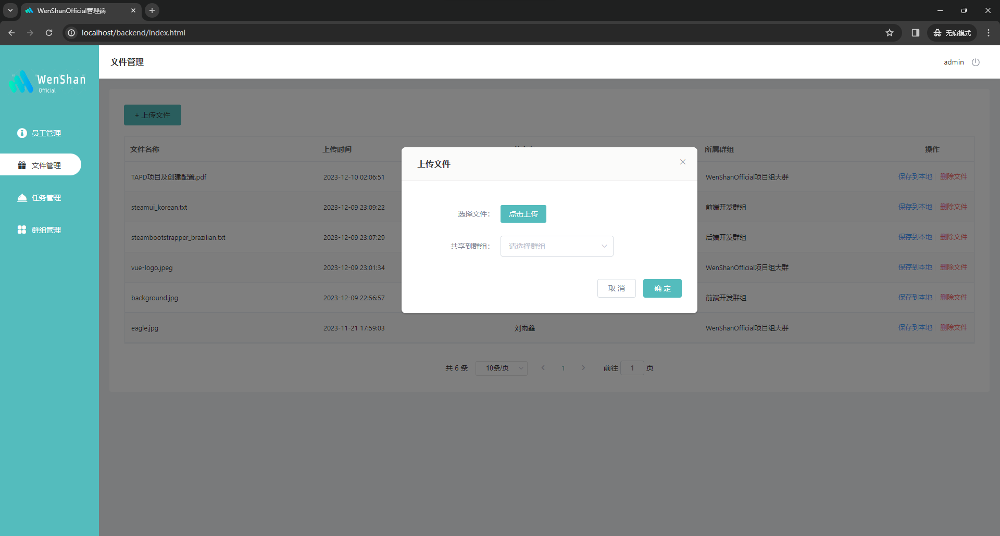 WenShanOfficial管理端
localhost/backend/index.html
无痕模式
WenShan
Official
文件管理
admin
员工管理
文件管理
任务管理
群组管理
+ 上传文件
文件名称 上传时间 所属群组 操作
TAPD项目及创建配置.pdf 2023-12-10 02:06:51 WenShanOfficial项目组大群 保存到本地 删除文件
steamui_korean.txt 2023-12-09 23:09:22 前端开发群组 保存到本地 删除文件
steambootstrapper_brazilian.txt 2023-12-09 23:07:29 后端开发群组 保存到本地 删除文件
vue-logo.jpeg 2023-12-09 23:01:34 WenShanOfficial项目组大群 保存到本地 删除文件
background.jpg 2023-12-09 22:56:57 前端开发群组 保存到本地 删除文件
eagle.jpg 2023-11-21 17:59:03 刘雨鑫 WenShanOfficial项目组大群 保存到本地 删除文件
共 6 条 10条/页 1 前往 1 页
上传文件
选择文件: 点击上传
共享到群组: 请选择群组
取 消 确 定